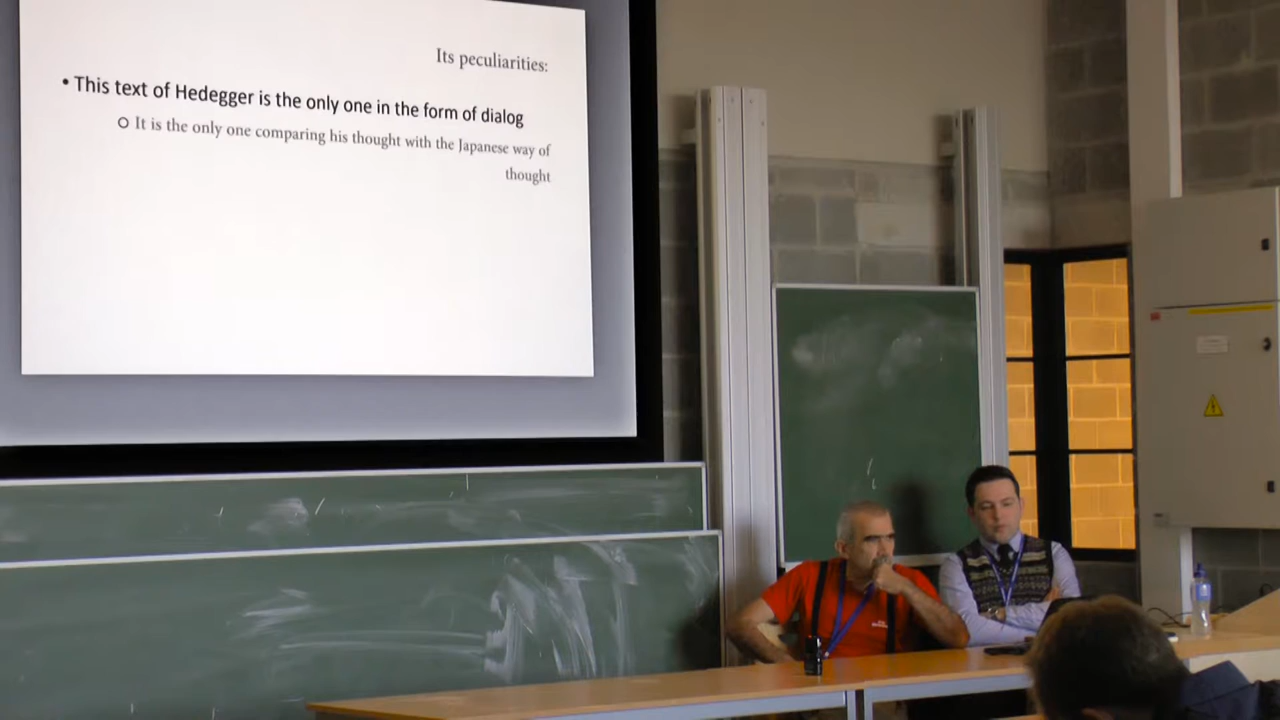 Its peculiarities:
• This text of Hedegger is the only one in the form of dialog
○ It is the only one comparing his thought with the Japanese way of
thought